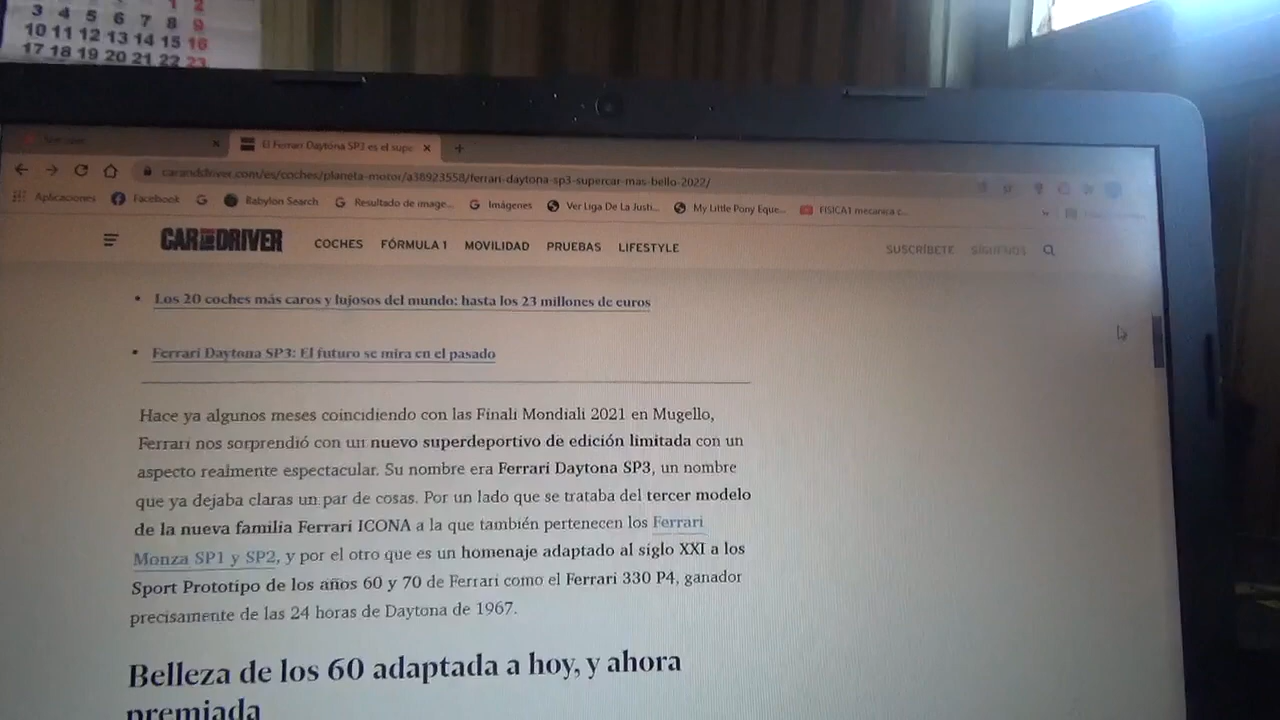 1 2
3 4 5 6 7 8 9
10 11 12 13 14 15 16
17 18 19 20 21 22 23
El Ferrari Daytona SP3 es el supe
caranddriver.com/es/coches/planeta-motor/a38923558/ferrari-daytona-sp3-supercar-mas-bello-2022/
Aplicaciones Facebook Babylon Search Resultado de image... Imágenes Ver Liga De La Justi... My Little Pony Eque... FISICA1 mecanica c...
CAR AND DRIVER COCHES FÓRMULA 1 MOVILIDAD PRUEBAS LIFESTYLE SUSCRÍBETE SÍGUENOS
• Los 20 coches más caros y lujosos del mundo: hasta los 23 millones de euros
• Ferrari Daytona SP3: El futuro se mira en el pasado
Hace ya algunos meses coincidiendo con las Finali Mondiali 2021 en Mugello,
Ferrari nos sorprendió con un nuevo superdeportivo de edición limitada con un
aspecto realmente espectacular. Su nombre era Ferrari Daytona SP3, un nombre
que ya dejaba claras un par de cosas. Por un lado que se trataba del tercer modelo
de la nueva familia Ferrari ICONA a la que también pertenecen los Ferrari
Monza SP1 y SP2, y por el otro que es un homenaje adaptado al siglo XXI a los
Sport Prototipo de los años 60 y 70 de Ferrari como el Ferrari 330 P4, ganador
precisamente de las 24 horas de Daytona de 1967.
Belleza de los 60 adaptada a hoy, y ahora
premiada